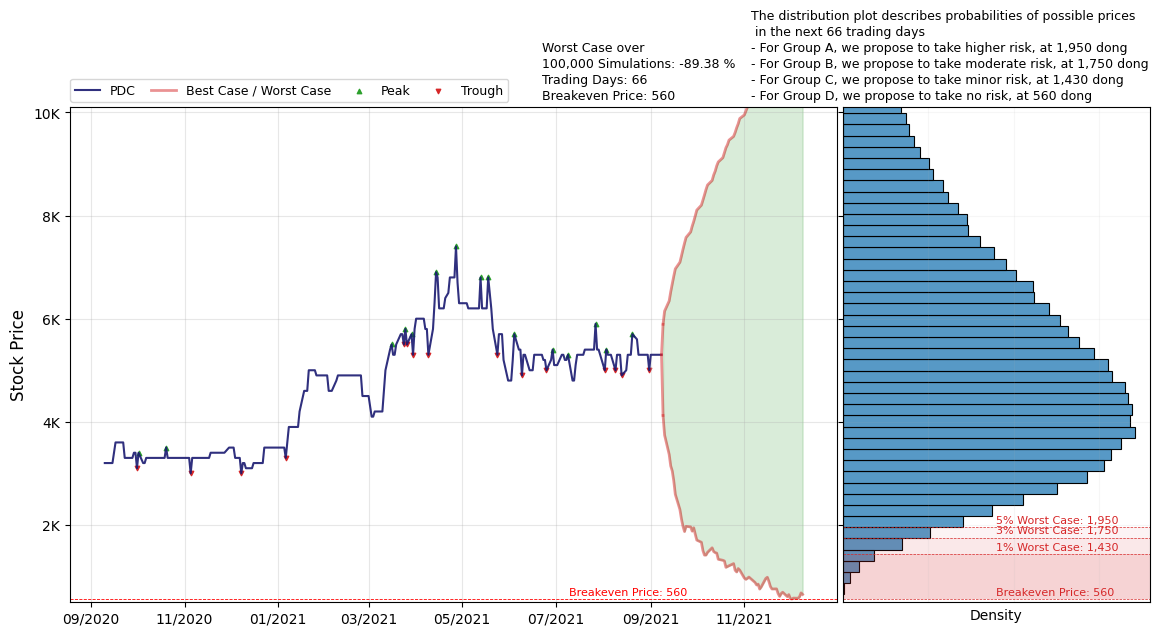 The distribution plot describes probabilities of possible prices
in the next 66 trading days
- For Group A, we propose to take higher risk, at 1,950 dong
- For Group B, we propose to take moderate risk, at 1,750 dong
- For Group C, we propose to take minor risk, at 1,430 dong
- For Group D, we propose to take no risk, at 560 dong
Worst Case over
100,000 Simulations: -89.38 %
Trading Days: 66
Breakeven Price: 560
PDC
Best Case / Worst Case
Peak
Trough
10K
8K
6K
4K
2K
Stock Price
Breakeven Price: 560
09/2020
11/2020
01/2021
03/2021
05/2021
07/2021
09/2021
11/2021
5% Worst Case: 1,950
3% Worst Case: 1,750
1% Worst Case: 1,430
Breakeven Price: 560
Density